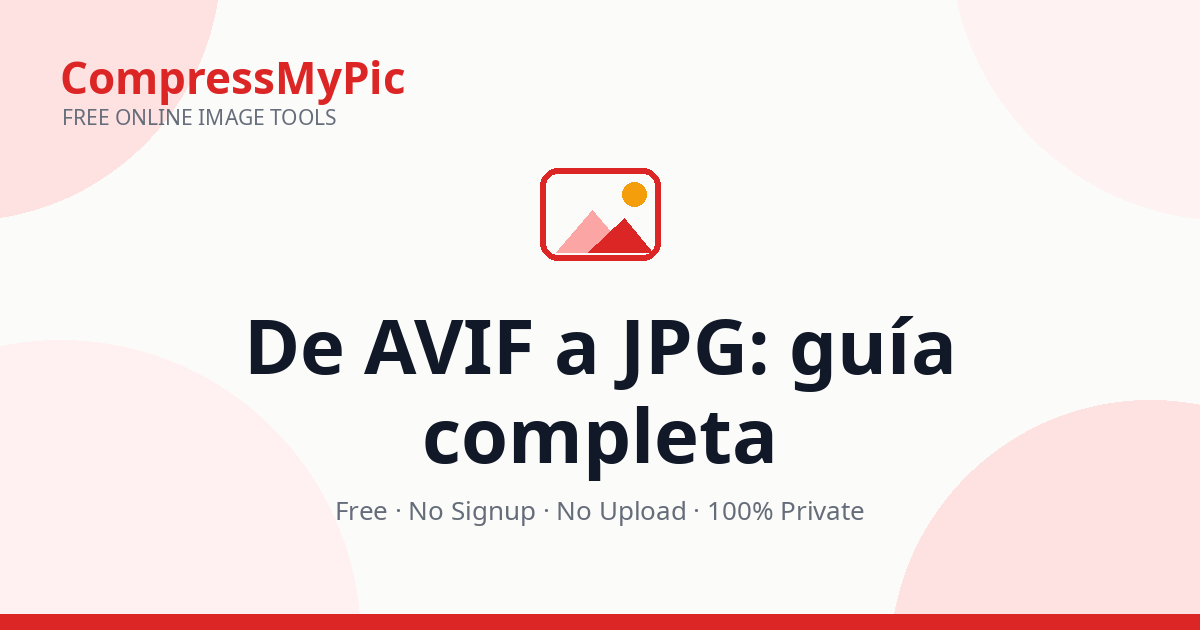 CompressMyPic
FREE ONLINE IMAGE TOOLS
De AVIF a JPG: guía
completa
Free · No Signup · No Upload · 100% Private